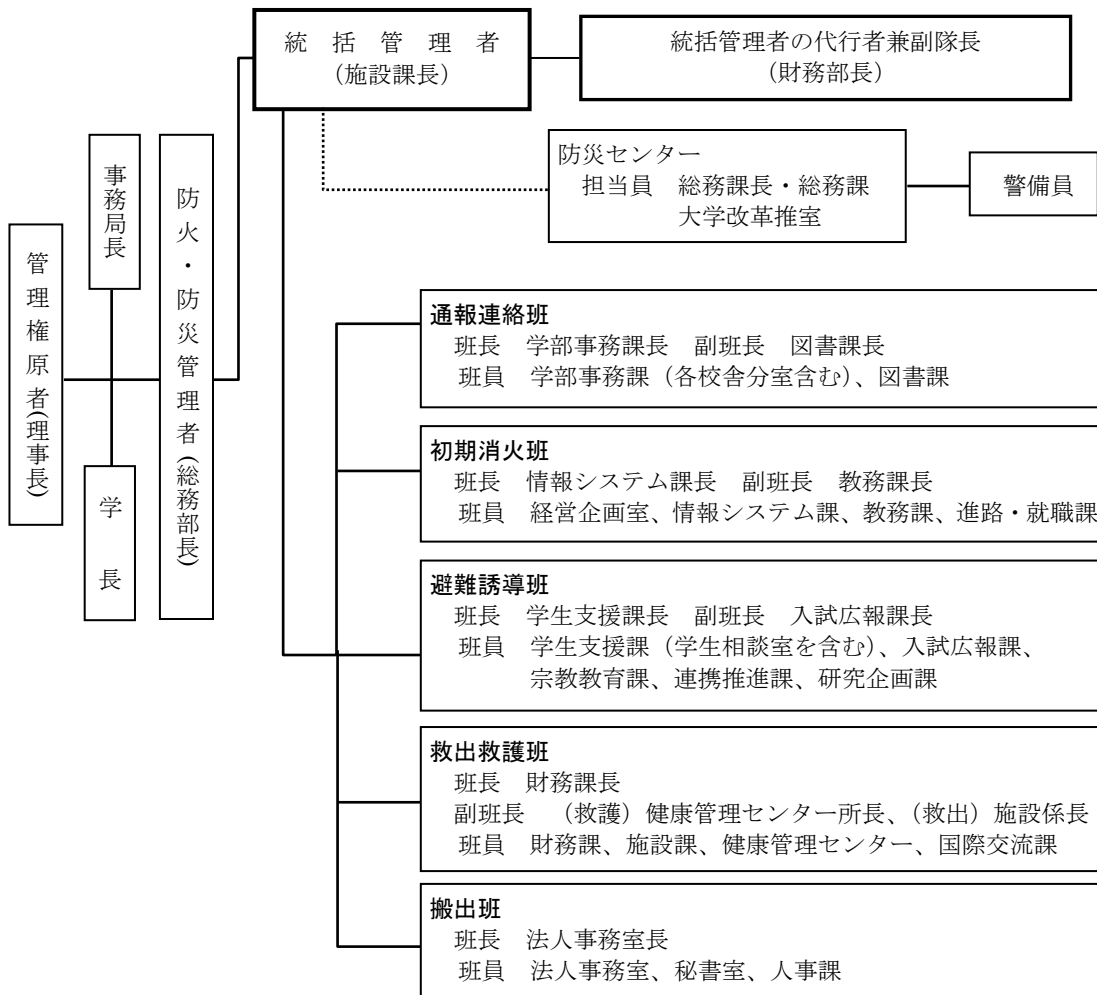 統括管理者
（施設課長）
統括管理者の代行者兼副隊長
（財務部長）
防災センター
担当員　総務課長・総務課
大学改革推室
警備員
事務局長
管理権原者(理事長)
学長
防火・防災管理者(総務部長)
通報連絡班
班長　学部事務課長　副班長　図書課長
班員　学部事務課（各校舎分室含む）、図書課
初期消火班
班長　情報システム課長　副班長　教務課長
班員　経営企画室、情報システム課、教務課、進路・就職課
避難誘導班
班長　学生支援課長　副班長　入試広報課長
班員　学生支援課（学生相談室を含む）、入試広報課、
宗教教育課、連携推進課、研究企画課
救出救護班
班長　財務課長
副班長　（救護）健康管理センター所長、（救出）施設係長
班員　財務課、施設課、健康管理センター、国際交流課
搬出班
班長　法人事務室長
班員　法人事務室、秘書室、人事課